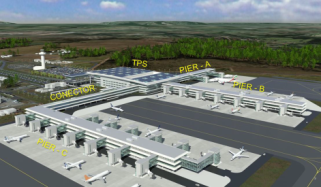 TPS
PIER - A
PIER - B
CONECTOR
PIER - C